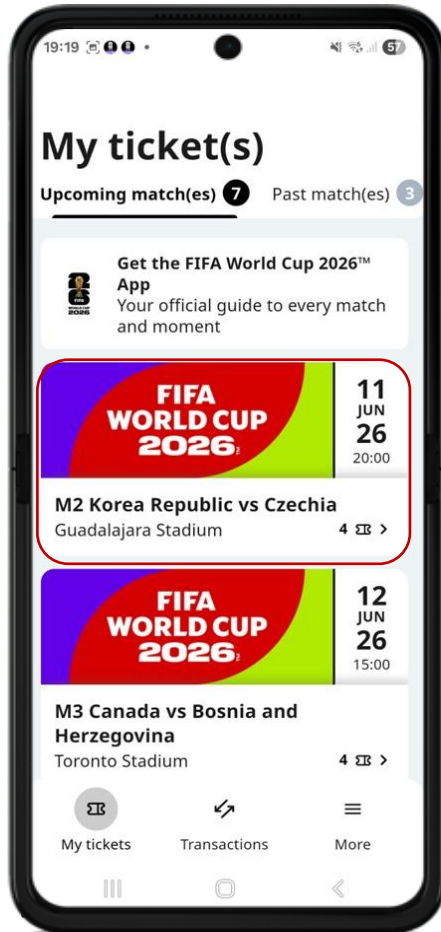 19:19
57
My ticket(s)
Upcoming match(es) 7 Past match(es) 3
Get the FIFA World Cup 2026™
App
Your official guide to every match
and moment
FIFA
WORLD CUP
2026
11
JUN
26
20:00
M2 Korea Republic vs Czechia
Guadalajara Stadium 4
FIFA
WORLD CUP
2026
12
JUN
26
15:00
M3 Canada vs Bosnia and
Herzegovina
Toronto Stadium 4
My tickets Transactions More